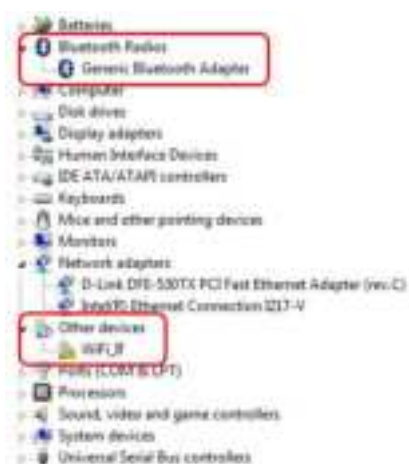 Batteries
Bluetooth Radios
Generic Bluetooth Adapter
Computer
Disk drives
Display adapters
Human Interface Devices
IDE ATA/ATAPI controllers
Keyboards
Mice and other pointing devices
Monitors
Network adapters
D-Link DFE-530TX PCI Fast Ethernet Adapter (rev.C)
Intel(R) Ethernet Connection I217-V
Other devices
WiFi_If
Ports (COM & LPT)
Processors
Sound, video and game controllers
System devices
Universal Serial Bus controllers